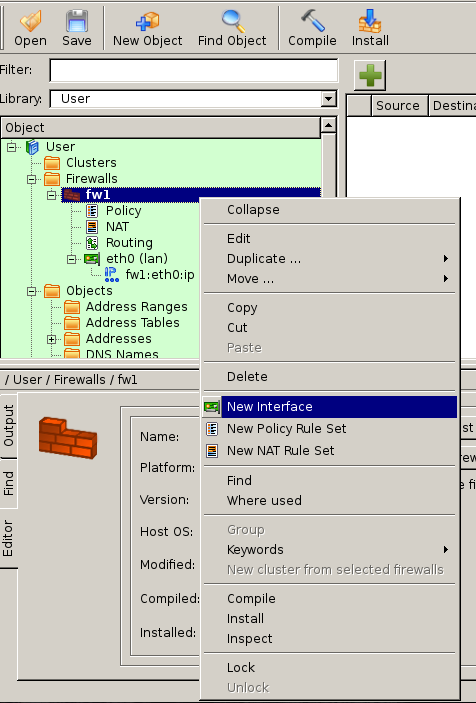 Open Save New Object Find Object Compile Install
Filter:
Library: User
Source Destina
Object
User
Clusters
Firewalls
fw1
Policy
NAT
Routing
eth0 (lan)
fw1:eth0:ip
Objects
Address Ranges
Address Tables
Addresses
DNS Names
Collapse
Edit
Duplicate ...
Move ...
Copy
Cut
Paste
Delete
New Interface
New Policy Rule Set
New NAT Rule Set
Find
Where used
Group
Keywords
New cluster from selected firewalls
Compile
Install
Inspect
Lock
Unlock
/ User / Firewalls / fw1
Output
Find
Editor
Name:
Platform:
Version:
Host OS:
Modified:
Compiled:
Installed: